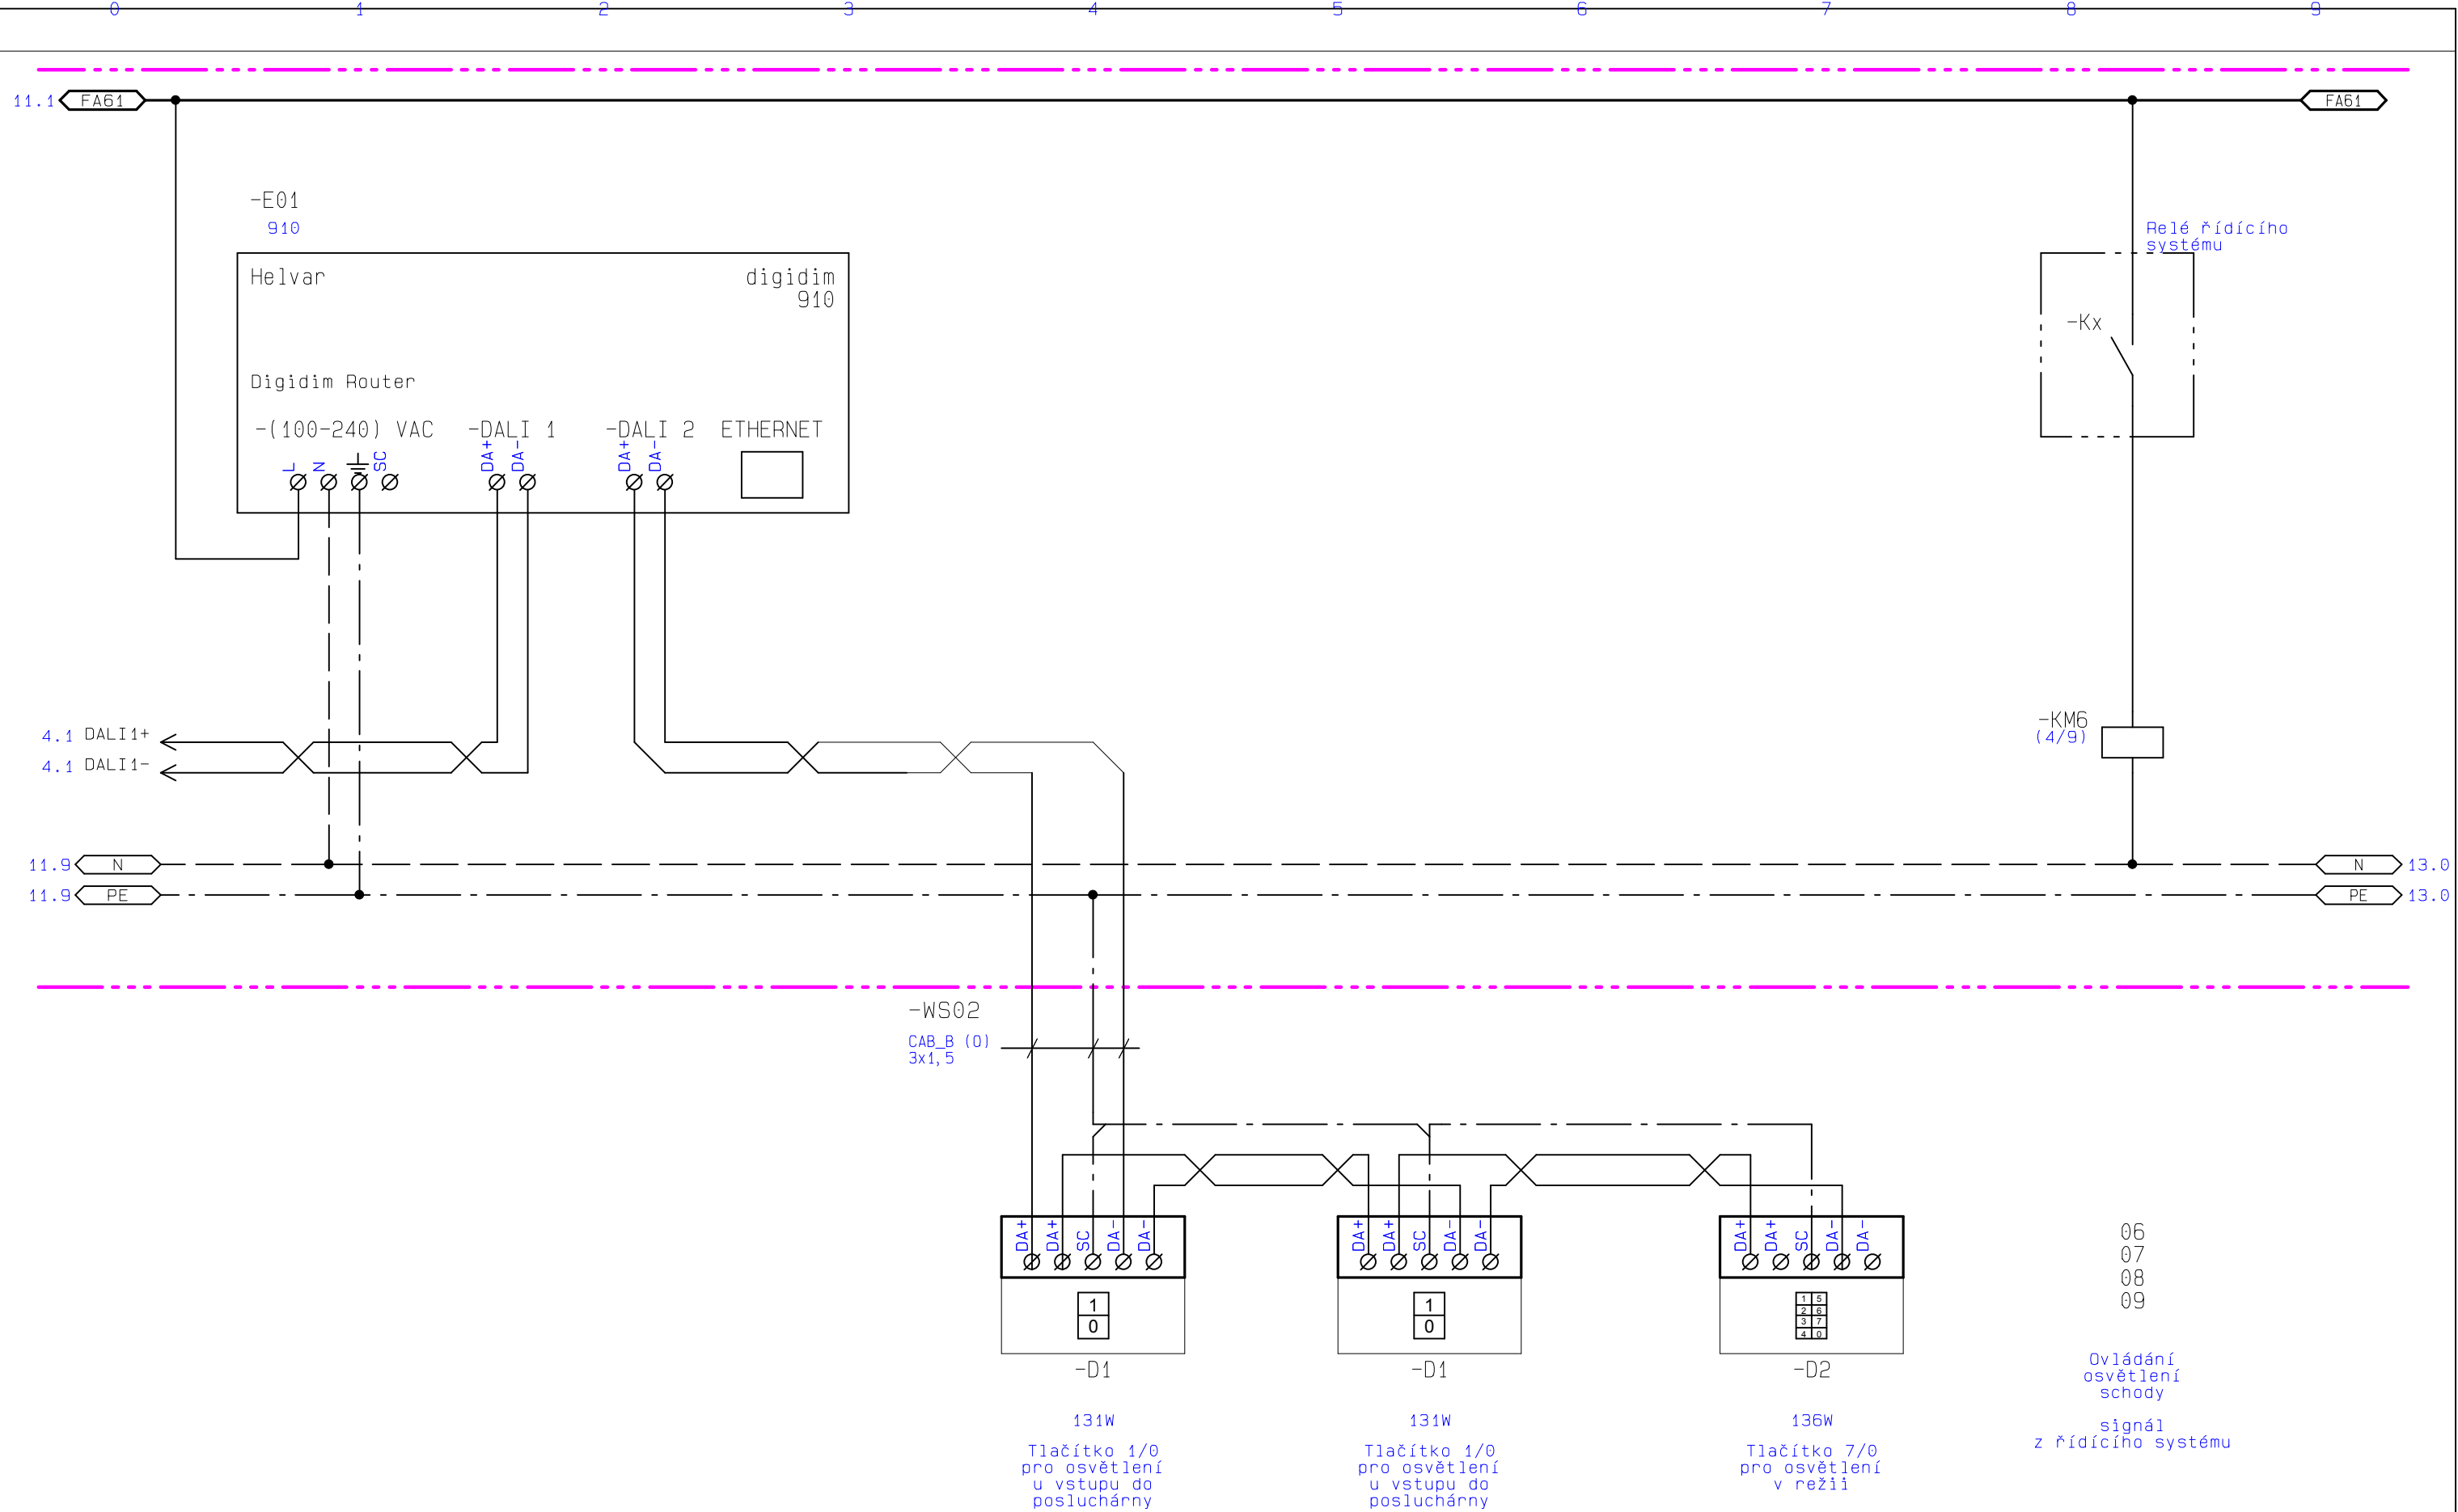 0 1 2 3 4 5 6 7 8 9
11.1 FA61 FA61
-E01
910
Relé řídícího
systému
Helvar digidim
910
-Kx
Digidim Router
-(100-240) VAC -DALI 1 -DALI 2 ETHERNET
L N SC DA+ DA- DA+ DA-
-KM6
(4/9)
4.1 DALI1+
4.1 DALI1-
11.9 N N 13.0
11.9 PE PE 13.0
-WS02
CAB_B (O)
3x1,5
DA+ DA+ SC DA- DA- DA+ DA+ SC DA- DA- DA+ DA+ SC DA- DA-
1
0
-D1
131W
Tlačítko 1/0
pro osvětlení
u vstupu do
posluchárny
1
0
-D1
131W
Tlačítko 1/0
pro osvětlení
u vstupu do
posluchárny
1 5
2 6
3 7
4 0
-D2
136W
Tlačítko 7/0
pro osvětlení
v režii
06
07
08
09
Ovládání
osvětlení
schody
signál
z řídícího systému